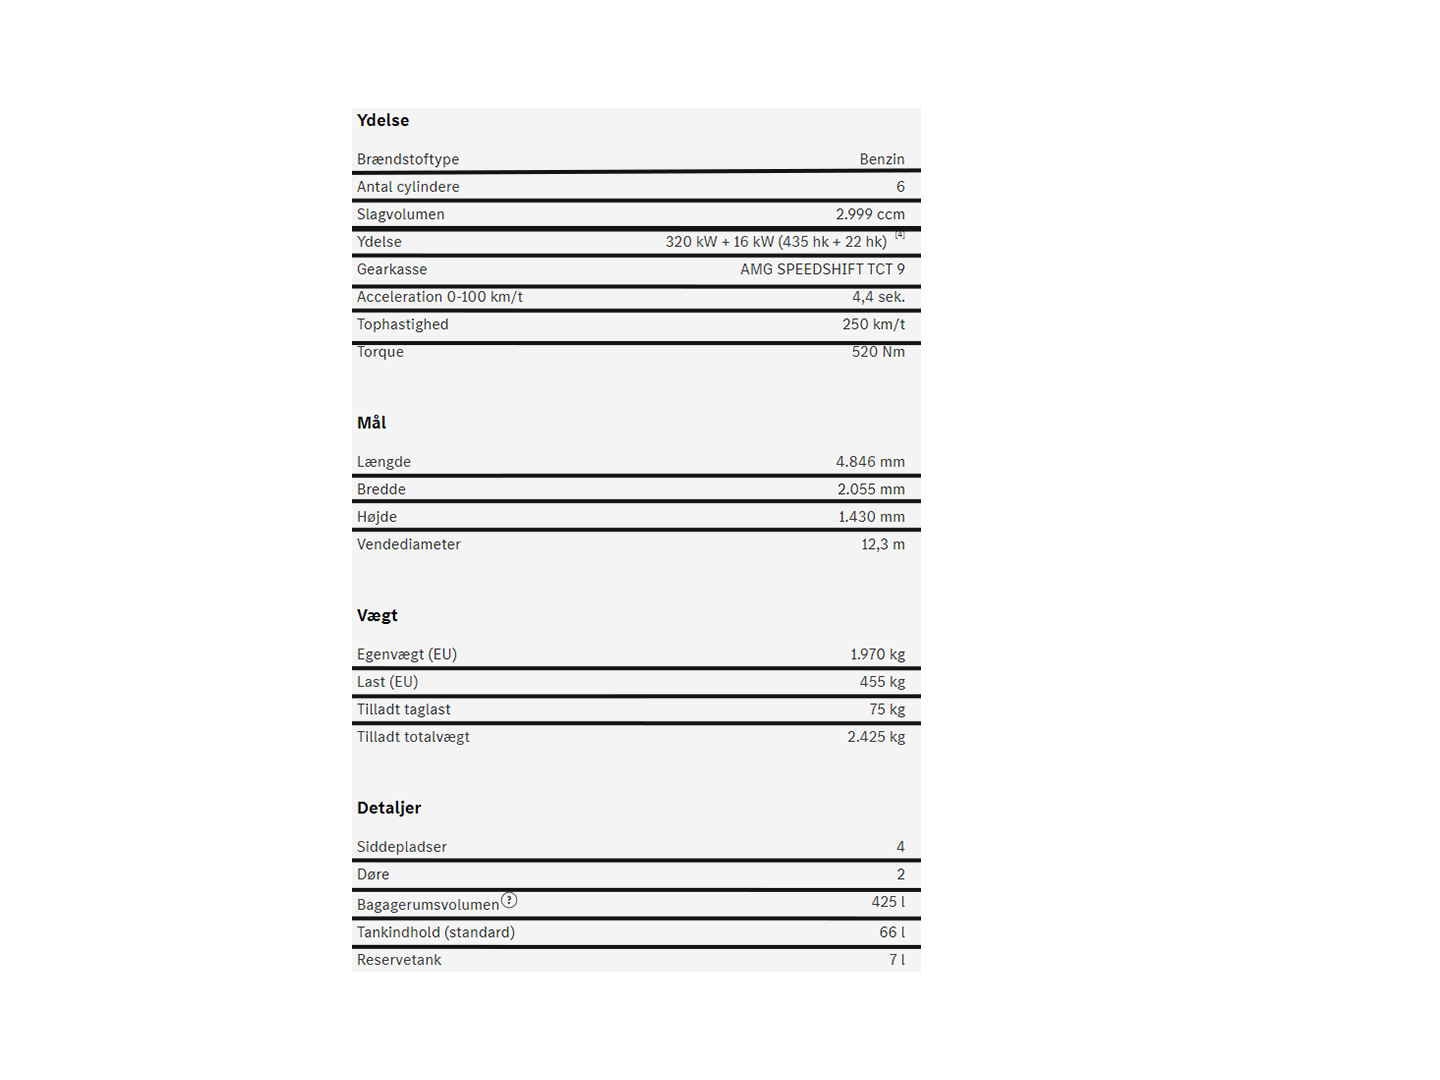 Ydelse
Brændstoftype Benzin
Antal cylindere 6
Slagvolumen 2.999 ccm
Ydelse 320 kW + 16 kW (435 hk + 22 hk) [4]
Gearkasse AMG SPEEDSHIFT TCT 9
Acceleration 0-100 km/t 4,4 sek.
Tophastighed 250 km/t
Torque 520 Nm
Mål
Længde 4.846 mm
Bredde 2.055 mm
Højde 1.430 mm
Vendediameter 12,3 m
Vægt
Egenvægt (EU) 1.970 kg
Last (EU) 455 kg
Tilladt taglast 75 kg
Tilladt totalvægt 2.425 kg
Detaljer
Siddepladser 4
Døre 2
Bagagerumsvolumen ? 425 l
Tankindhold (standard) 66 l
Reservetank 7 l